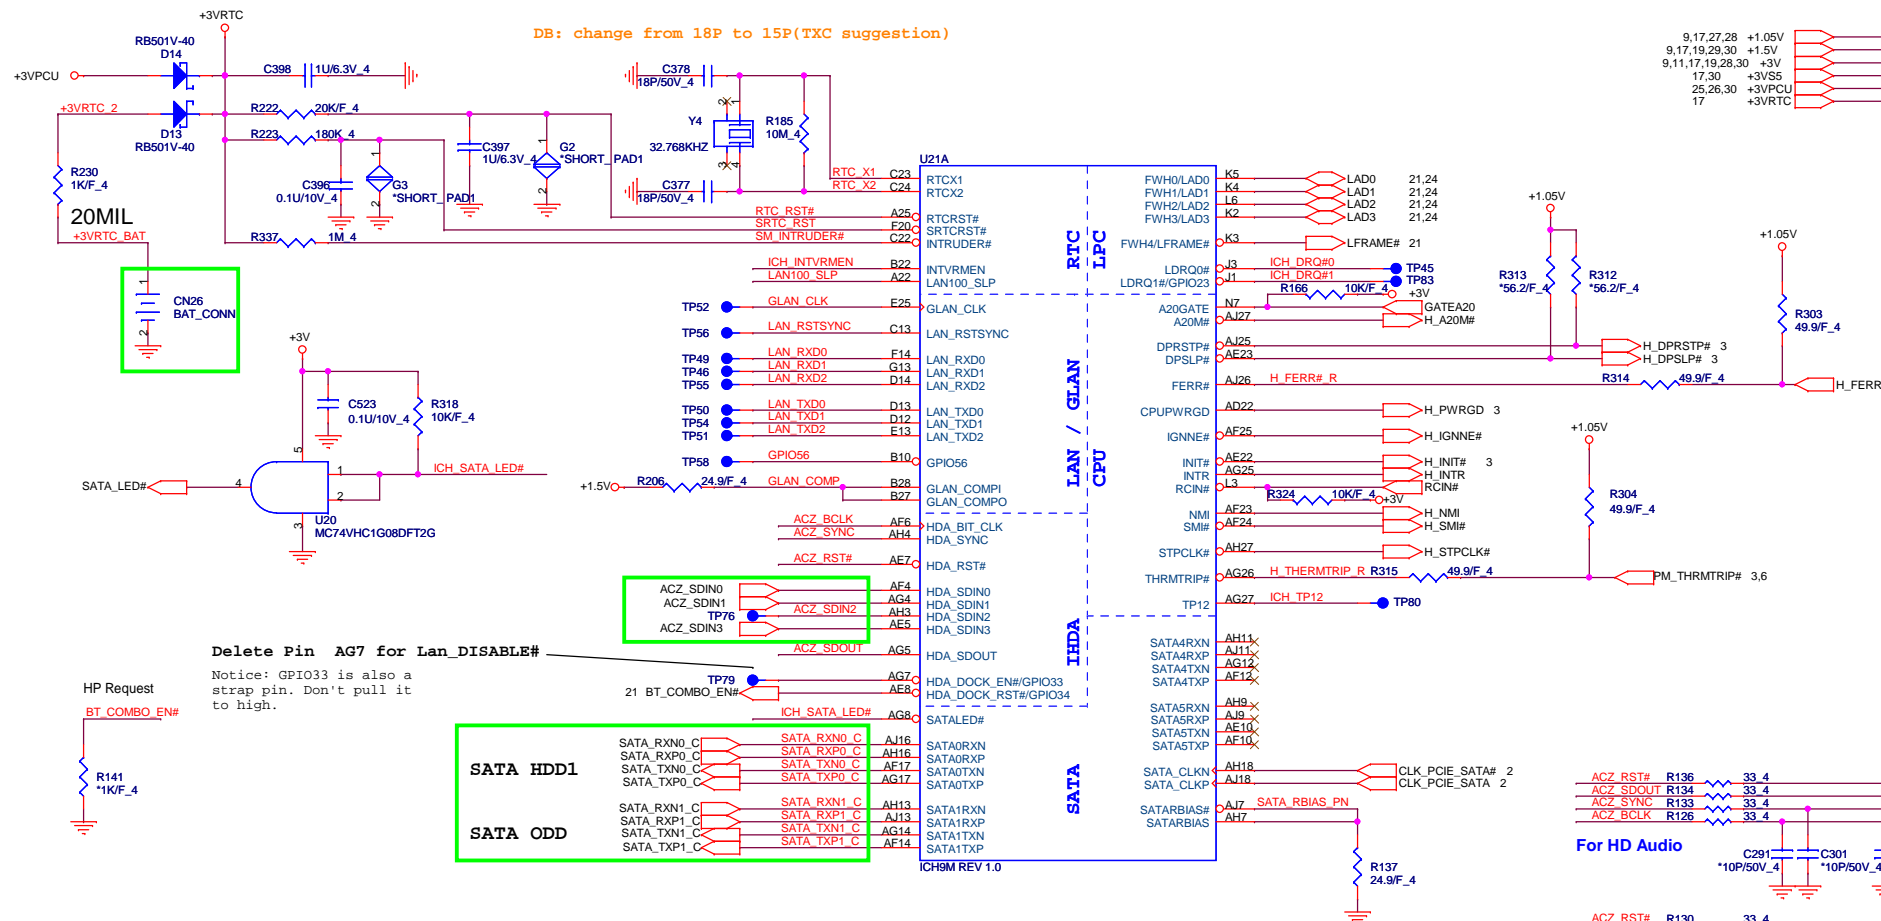 +3VRTC
DB: change from 18P to 15P(TXC suggestion)
RB501V-40
D14
+3VPCU
C398
1U/6.3V_4
+3VRTC_2
R222
20K/F_4
D13
RB501V-40
R223
180K_4
R230
1K/F_4
C396
0.1U/10V_4
G3
*SHORT_PAD1
C397
1U/6.3V_4
G2
*SHORT_PAD1
20MIL
+3VRTC_BAT
R337
1M_4
CN26
BAT_CONN
1
2
C378
18P/50V_4
Y4
32.768KHZ
R185
10M_4
C377
18P/50V_4
9,17,27,28 +1.05V
9,17,19,29,30 +1.5V
9,11,17,19,28,30 +3V
17,30 +3VS5
25,26,30 +3VPCU
17 +3VRTC
U21A
RTC_X1 C23 RTCX1
RTC_X2 C24 RTCX2
RTC_RST# A25 RTCRST#
SRTC_RST F20 SRTCRST#
SM_INTRUDER# C22 INTRUDER#
ICH_INTVRMEN B22 INTVRMEN
LAN100_SLP A22 LAN100_SLP
TP52 GLAN_CLK E25 GLAN_CLK
TP56 LAN_RSTSYNC C13 LAN_RSTSYNC
TP49 LAN_RXD0 F14 LAN_RXD0
TP46 LAN_RXD1 G13 LAN_RXD1
TP55 LAN_RXD2 D14 LAN_RXD2
TP50 LAN_TXD0 D13 LAN_TXD0
TP54 LAN_TXD1 D12 LAN_TXD1
TP51 LAN_TXD2 E13 LAN_TXD2
TP58 GPIO56 B10 GPIO56
+1.5V R206 24.9/F_4 GLAN_COMP B28 GLAN_COMPI
B27 GLAN_COMPO
ACZ_BCLK AF6 HDA_BIT_CLK
ACZ_SYNC AH4 HDA_SYNC
ACZ_RST# AE7 HDA_RST#
ACZ_SDIN0 AF4 HDA_SDIN0
ACZ_SDIN1 AG4 HDA_SDIN1
TP76 ACZ_SDIN2 AH3 HDA_SDIN2
ACZ_SDIN3 AE5 HDA_SDIN3
ACZ_SDOUT AG5 HDA_SDOUT
TP79 AG7 HDA_DOCK_EN#/GPIO33
21 BT_COMBO_EN# AE8 HDA_DOCK_RST#/GPIO34
ICH_SATA_LED# AG8 SATALED#
SATA_RXN0_C SATA_RXN0_C AJ16 SATA0RXN
SATA_RXP0_C SATA_RXP0_C AH16 SATA0RXP
SATA_TXN0_C SATA_TXN0_C AF17 SATA0TXN
SATA_TXP0_C SATA_TXP0_C AG17 SATA0TXP
SATA_RXN1_C SATA_RXN1_C AH13 SATA1RXN
SATA_RXP1_C SATA_RXP1_C AJ13 SATA1RXP
SATA_TXN1_C SATA_TXN1_C AG14 SATA1TXN
SATA_TXP1_C SATA_TXP1_C AF14 SATA1TXP
SATA HDD1
SATA ODD
RTC
LPC
LAN / GLAN
CPU
IHDA
SATA
ICH9M REV 1.0
FWH0/LAD0 K5 LAD0 21,24
FWH1/LAD1 K4 LAD1 21,24
FWH2/LAD2 L6 LAD2 21,24
FWH3/LAD3 K2 LAD3 21,24
FWH4/LFRAME# K3 LFRAME# 21
LDRQ0# J3 ICH_DRQ#0 TP45
LDRQ1#/GPIO23 J1 ICH_DRQ#1 TP83
R166 10K/F_4 +3V
A20GATE N7 GATEA20
A20M# AJ27 H_A20M#
DPRSTP# AJ25 H_DPRSTP# 3
DPSLP# AE23 H_DPSLP# 3
FERR# AJ26 H_FERR#_R R314 49.9/F_4 H_FERR
CPUPWRGD AD22 H_PWRGD 3
IGNNE# AF25 H_IGNNE#
INIT# AE22 H_INIT# 3
INTR AG25 H_INTR
RCIN# L3 RCIN#
R324 10K/F_4 +3V
NMI AF23 H_NMI
SMI# AF24 H_SMI#
STPCLK# AH27 H_STPCLK#
THRMTRIP# AG26 H_THERMTRIP_R R315 49.9/F_4 PM_THRMTRIP# 3,6
TP12 AG27 ICH_TP12 TP80
SATA4RXN AH11
SATA4RXP AJ11
SATA4TXN AG12
SATA4TXP AF12
SATA5RXN AH9
SATA5RXP AJ9
SATA5TXN AE10
SATA5TXP AF10
SATA_CLKN AH18 CLK_PCIE_SATA# 2
SATA_CLKP AJ18 CLK_PCIE_SATA 2
SATARBIAS# AJ7 SATA_RBIAS_PN
SATARBIAS AH7
R137
24.9/F_4
+1.05V
R313
*56.2/F_4
R312
*56.2/F_4
+1.05V
R303
49.9/F_4
+1.05V
R304
49.9/F_4
+3V
C523
0.1U/10V_4
R318
10K/F_4
ICH_SATA_LED#
SATA_LED#
4
5
1
2
3
U20
MC74VHC1G08DFT2G
Delete Pin AG7 for Lan_DISABLE#
Notice: GPIO33 is also a
strap pin. Don't pull it
to high.
HP Request
BT_COMBO_EN#
R141
*1K/F_4
ACZ_RST# R136 33_4
ACZ_SDOUT R134 33_4
ACZ_SYNC R133 33_4
ACZ_BCLK R126 33_4
For HD Audio
C291
*10P/50V_4
C301
*10P/50V_4
ACZ_RST# R130 33_4